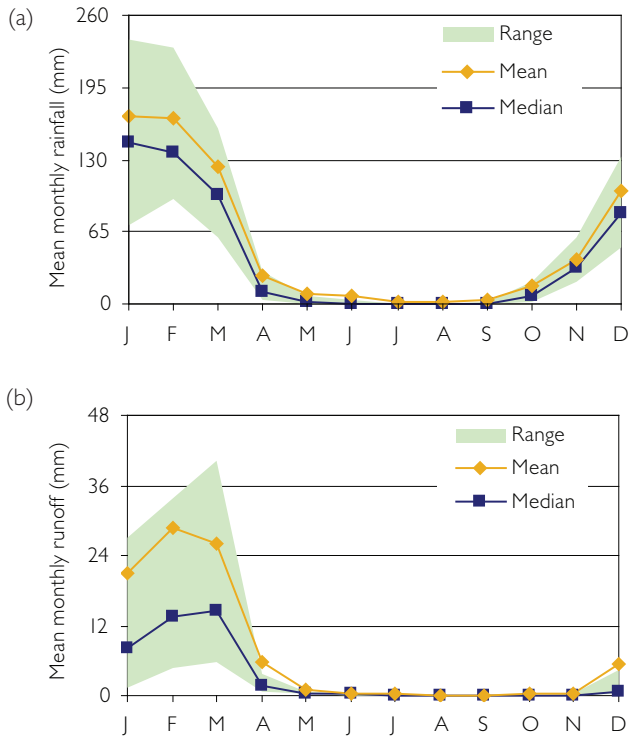 (a)
Mean monthly rainfall (mm)
260
195
130
65
0
Range
Mean
Median
J F M A M J J A S O N D
(b)
Mean monthly runoff (mm)
48
36
24
12
0
Range
Mean
Median
J F M A M J J A S O N D